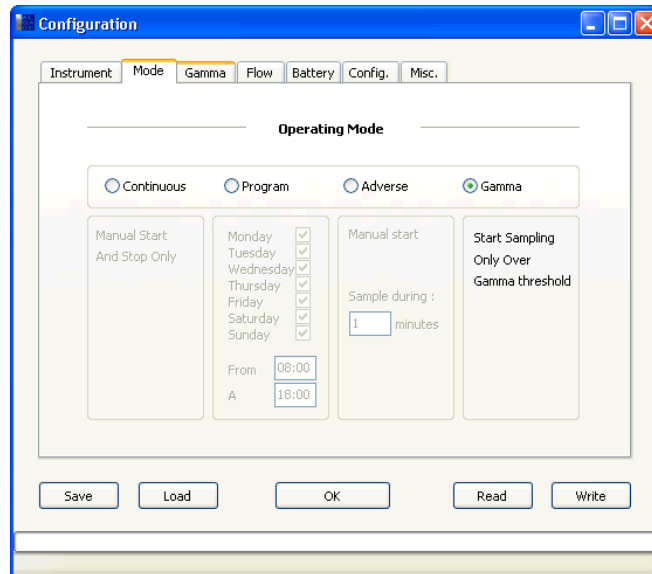 Configuration
Instrument Mode Gamma Flow Battery Config. Misc.
Operating Mode
Continuous Program Adverse Gamma
Manual Start
And Stop Only
Monday
Tuesday
Wednesday
Thursday
Friday
Saturday
Sunday
From 08:00
A 18:00
Manual start
Sample during :
1 minutes
Start Sampling
Only Over
Gamma threshold
Save Load OK Read Write